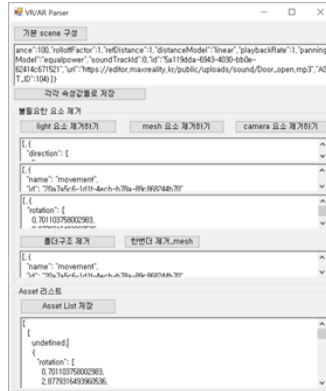 VR/AR Parser
기본 scene 구성
ance":100,"rolloffFactor":1,"refDistance":1,"distanceModel":"linear","playbackRate":1,"panning
Model":"equalpower","soundTrackId":0,"id":"5a119dda-6943-4030-bb0e-
62414c671521","url":"https://editor.maxreality.kr/public/uploads/sound/Door_open.mp3","AS
T_ID":104}]}
각각 속성값들로 저장
불필요한 요소 제거
light 요소 제거하기 mesh 요소 제거하기 camera 요소 제거하기
[,{
"direction": [
[,{
"name": "movement",
[,{
"rotation": [
0.701103758002983,
폴더구조 제거 한번더 제거_mesh
[,{
"name": "movement",
Asset 리스트
Asset List 저장
[
[
undefined,
{
"rotation": [
0.701103758002983,
2.8779316493960536,